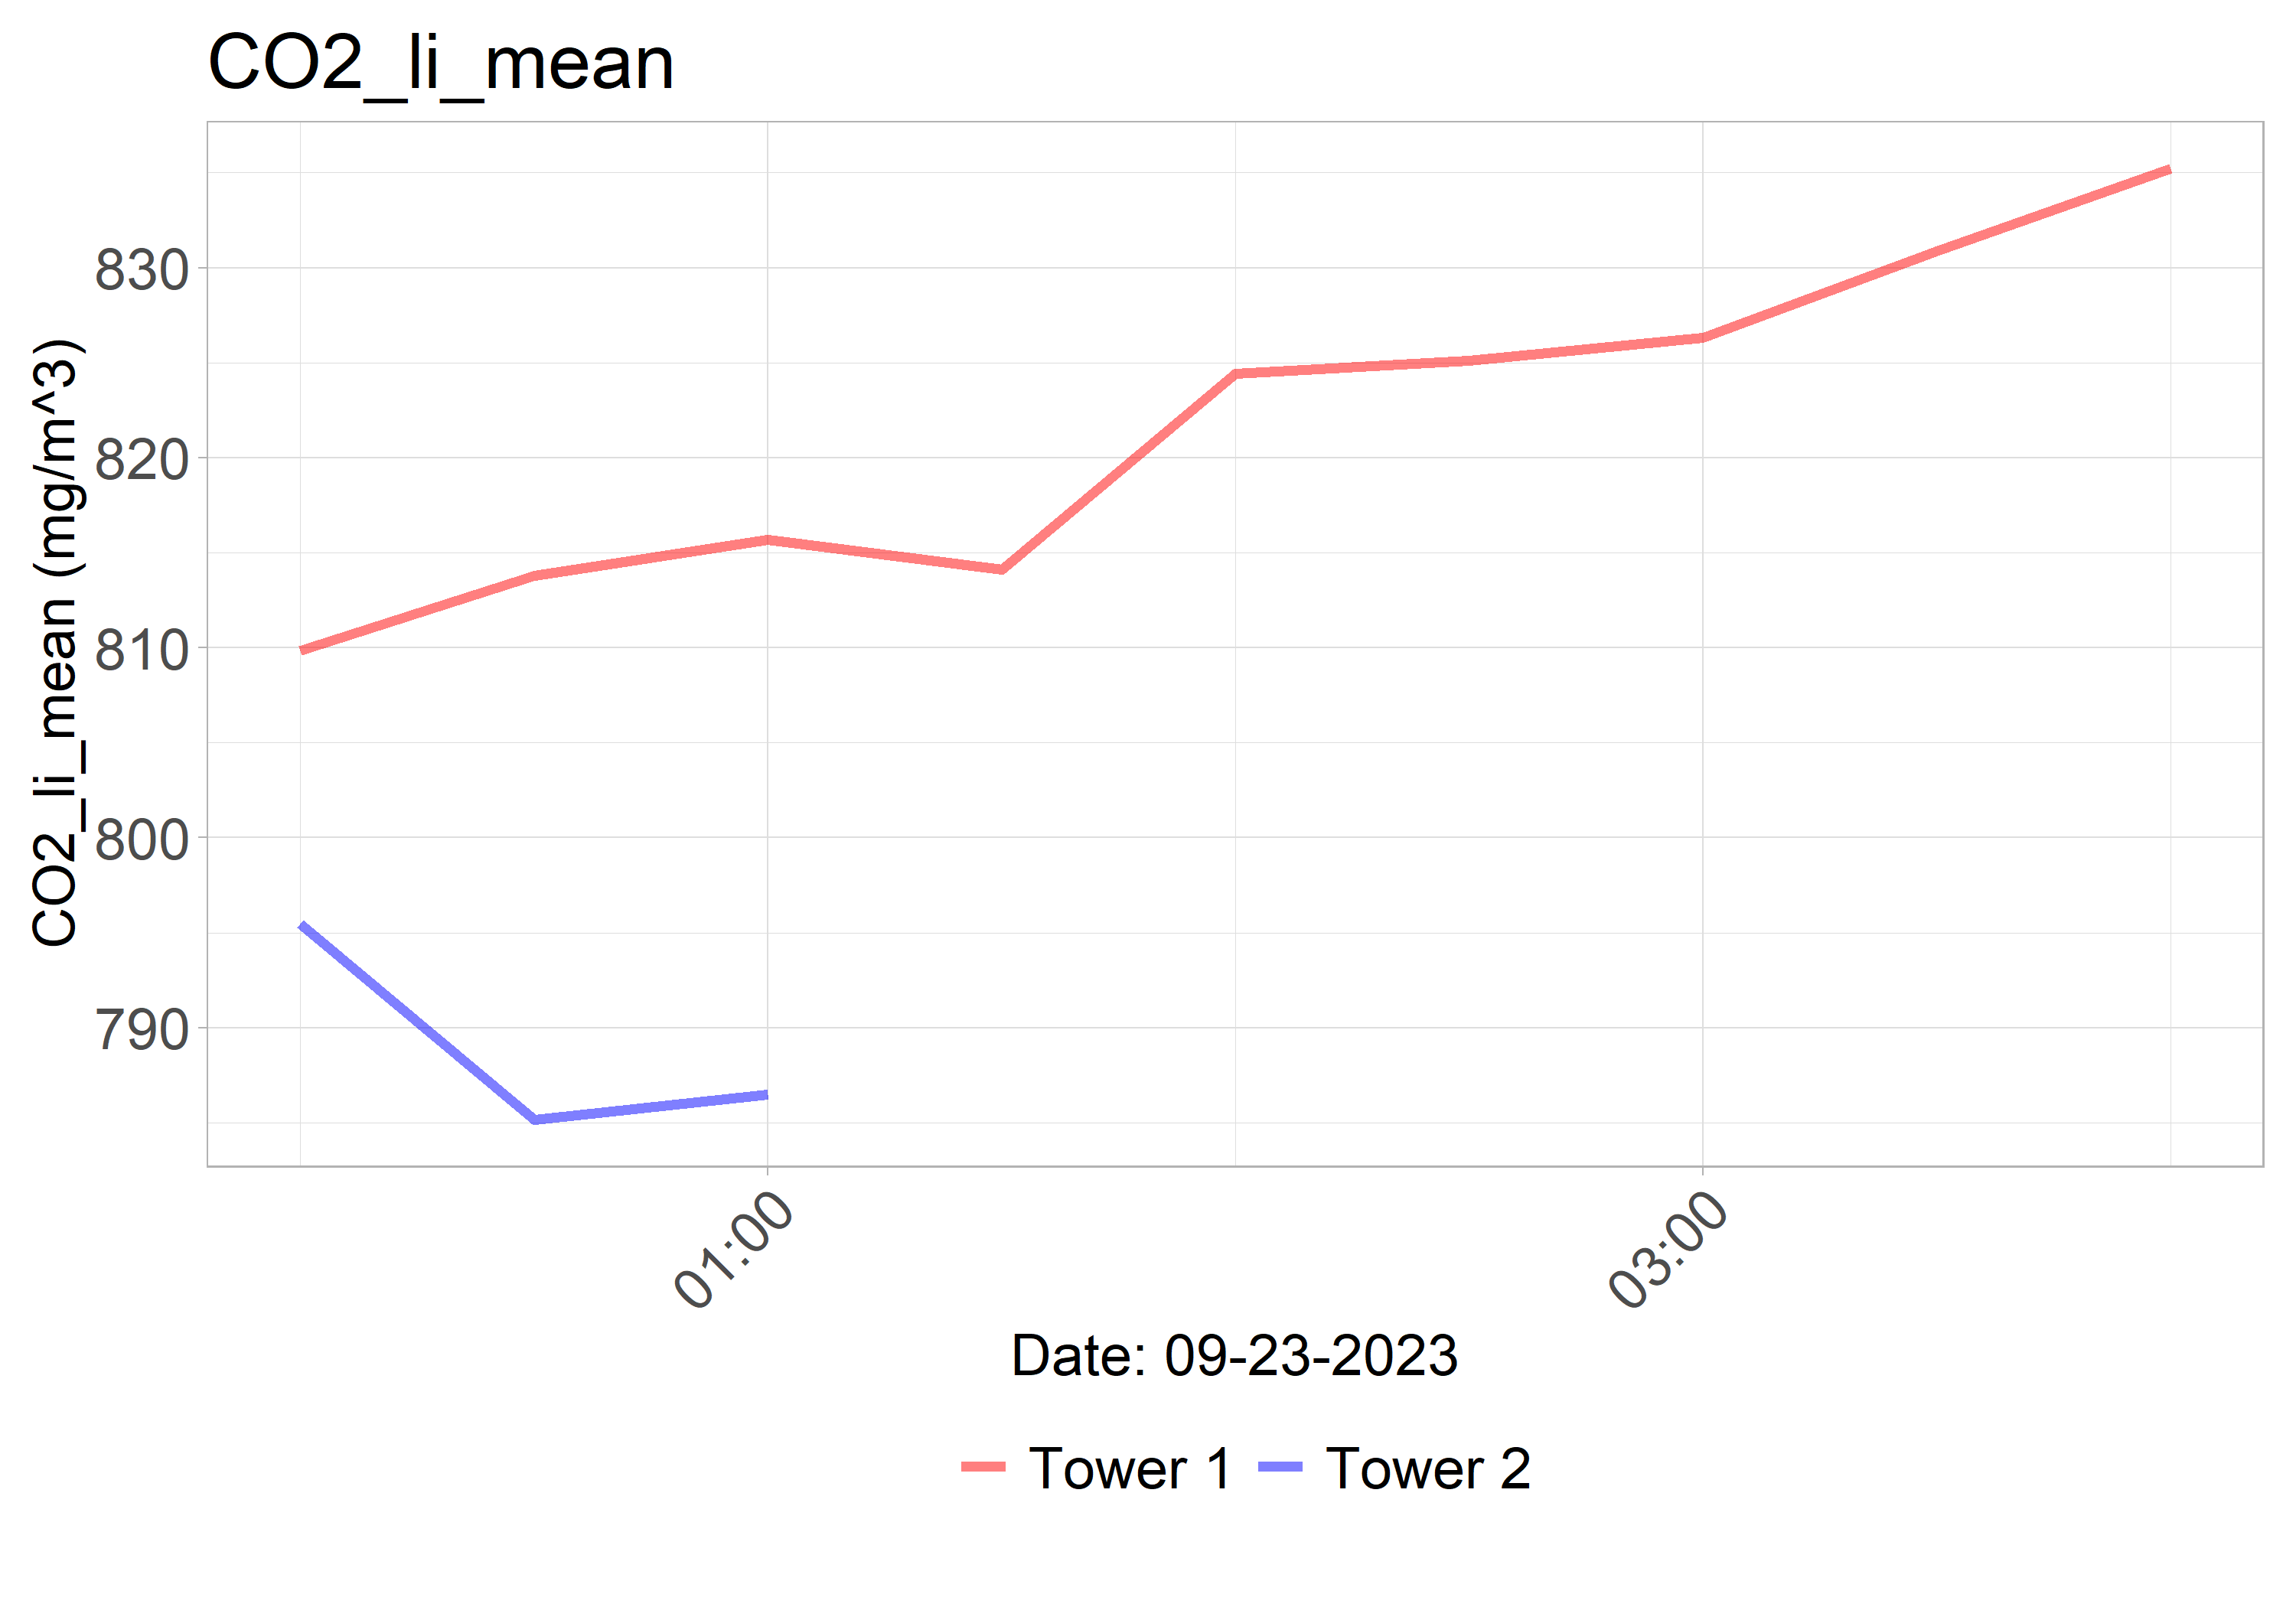 CO2_li_mean
CO2_li_mean (mg/m^3)
830
820
810
800
790
01:00
03:00
Date: 09-23-2023
Tower 1 Tower 2